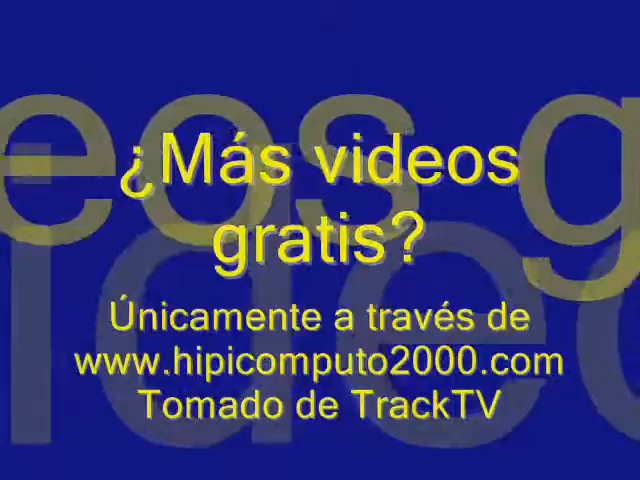 ¿Más videos
gratis?
Únicamente a través de
www.hipicomputo2000.com
Tomado de TrackTV